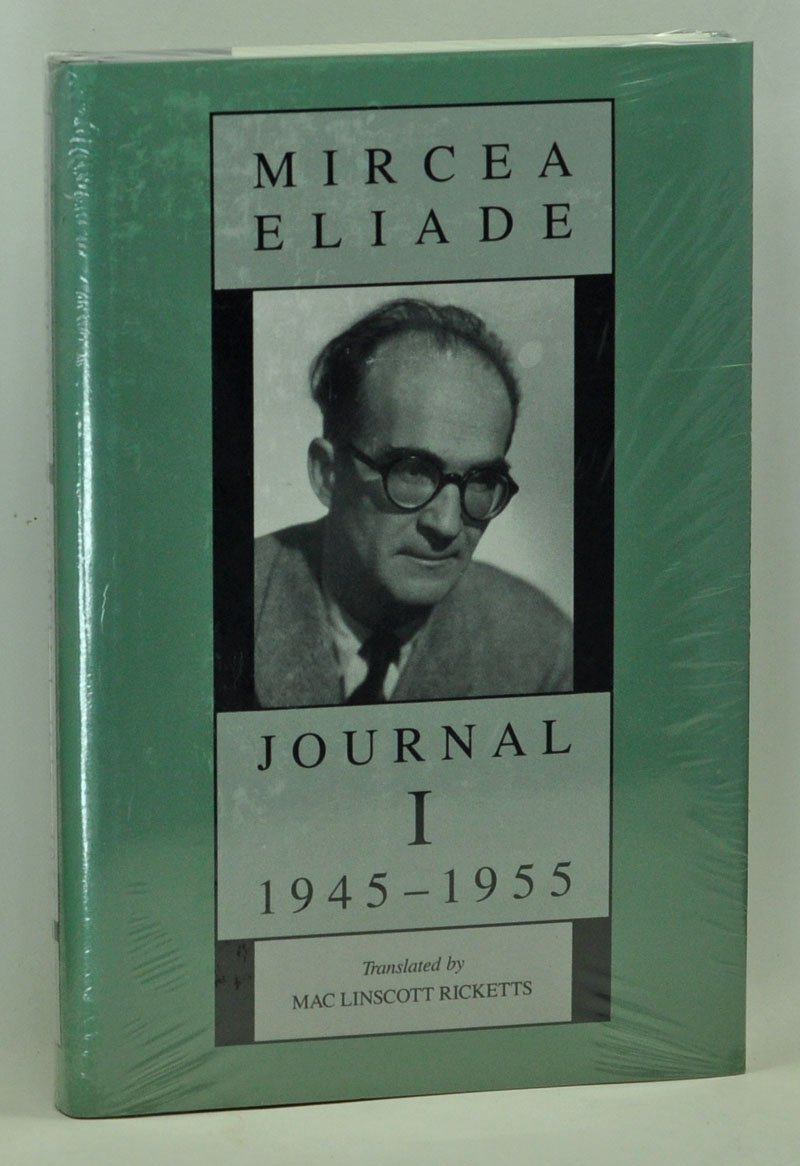 MIRCEA
ELIADE
JOURNAL
I
1945–1955
Translated by
MAC LINSCOTT RICKETTS